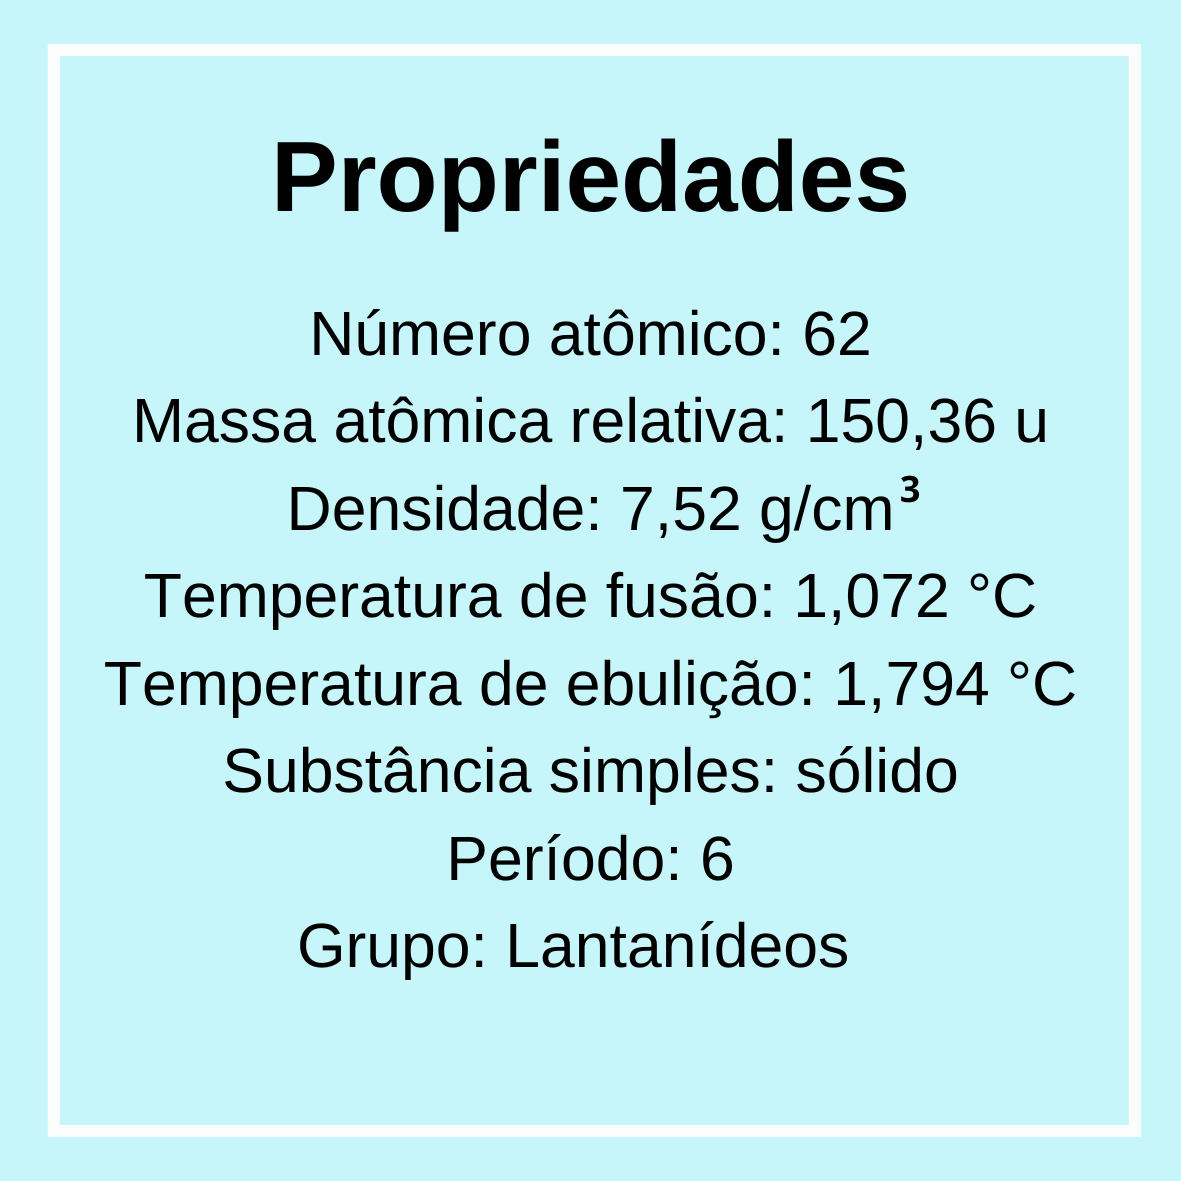 Propriedades
Número atômico: 62
Massa atômica relativa: 150,36 u
Densidade: 7,52 g/cm³
Temperatura de fusão: 1,072 °C
Temperatura de ebulição: 1,794 °C
Substância simples: sólido
Período: 6
Grupo: Lantanídeos